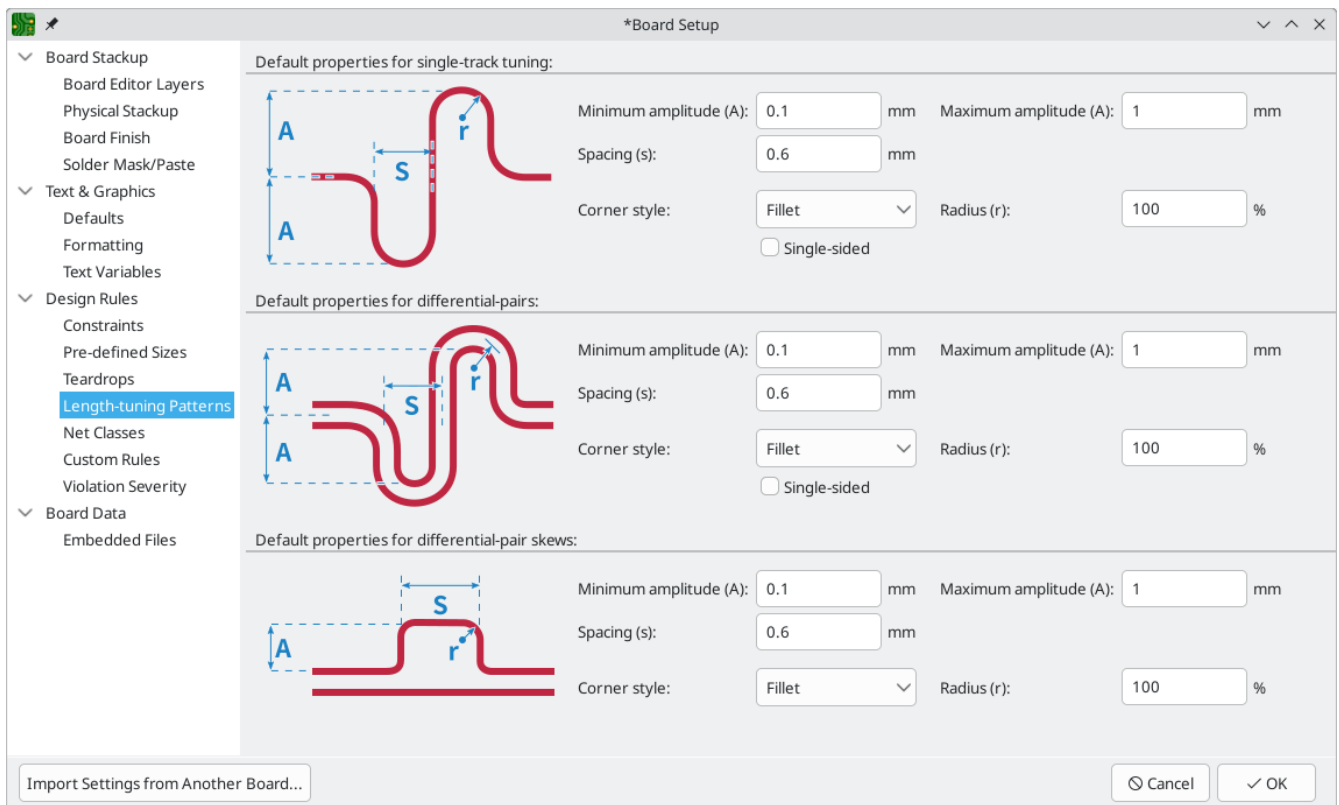 *Board Setup
Board Stackup
Board Editor Layers
Physical Stackup
Board Finish
Solder Mask/Paste
Text & Graphics
Defaults
Formatting
Text Variables
Design Rules
Constraints
Pre-defined Sizes
Teardrops
Length-tuning Patterns
Net Classes
Custom Rules
Violation Severity
Board Data
Embedded Files
Default properties for single-track tuning:
A
A
S
r
Minimum amplitude (A): 0.1 mm Maximum amplitude (A): 1 mm
Spacing (s): 0.6 mm
Corner style: Fillet Radius (r): 100 %
Single-sided
Default properties for differential-pairs:
A
A
S
r
Minimum amplitude (A): 0.1 mm Maximum amplitude (A): 1 mm
Spacing (s): 0.6 mm
Corner style: Fillet Radius (r): 100 %
Single-sided
Default properties for differential-pair skews:
S
A
r
Minimum amplitude (A): 0.1 mm Maximum amplitude (A): 1 mm
Spacing (s): 0.6 mm
Corner style: Fillet Radius (r): 100 %
Import Settings from Another Board... Cancel OK